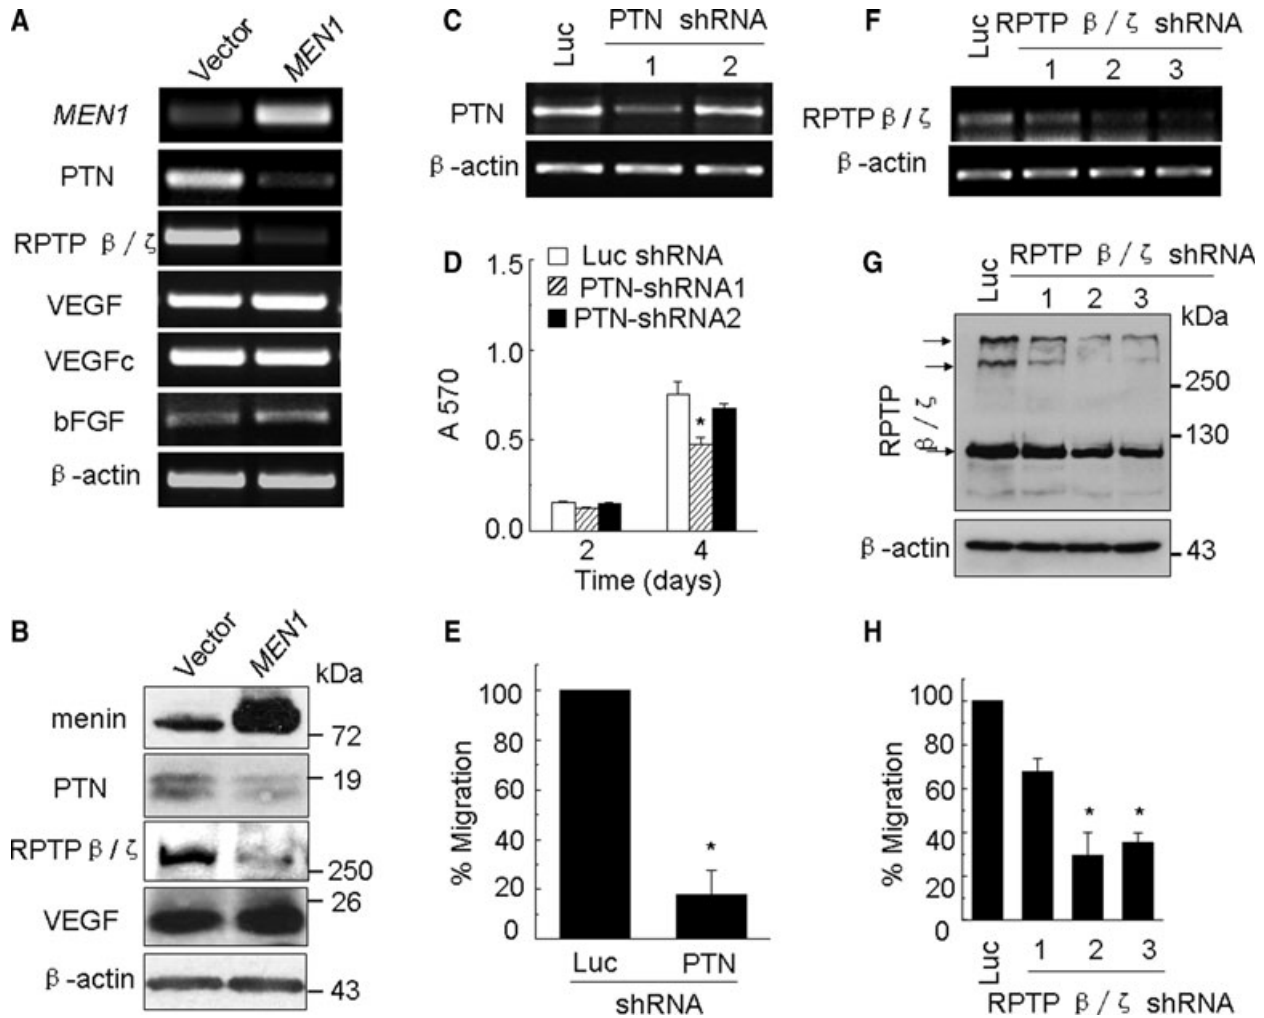 A
Vector MEN1
MEN1
PTN
RPTP β/ζ
VEGF
VEGFc
bFGF
β-actin
B
Vector MEN1
kDa
menin
72
PTN
19
RPTP β/ζ
250
26
VEGF
β-actin
43
C
Luc
PTN shRNA
1 2
PTN
β-actin
D
Luc shRNA
PTN-shRNA1
PTN-shRNA2
1.5
1.0
0.5
0.0
A 570
*
2 4
Time (days)
E
% Migration
100
80
60
40
20
0
*
Luc PTN
shRNA
F
Luc
RPTP β/ζ shRNA
1 2 3
RPTP β/ζ
β-actin
G
Luc
RPTP β/ζ shRNA
1 2 3
kDa
250
130
RPTP
β/ζ
β-actin
43
H
% Migration
100
80
60
40
20
0
* *
Luc
1 2 3
RPTP β/ζ shRNA